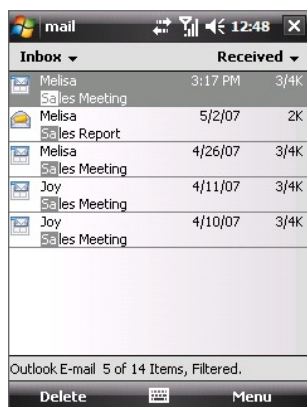 mail 12:48
Inbox Received
Melisa 3:17 PM 3/4K
Sales Meeting
Melisa 5/2/07 2K
Sales Report
Melisa 4/26/07 3/4K
Sales Meeting
Joy 4/11/07 3/4K
Sales Meeting
Joy 4/10/07 3/4K
Sales Meeting
Outlook E-mail 5 of 14 Items, Filtered.
Delete Menu